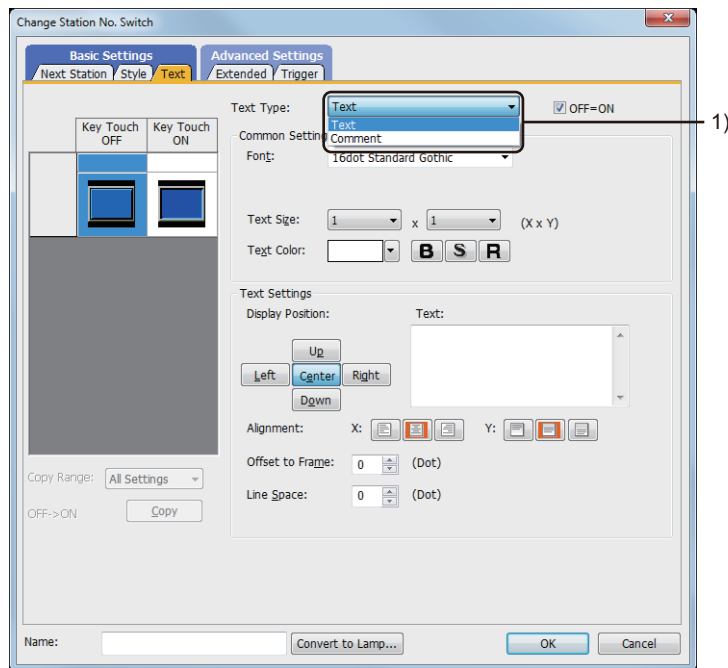 Change Station No. Switch
x
Basic Settings Advanced Settings
Next Station Style Text Extended Trigger
Text Type: Text OFF=ON
Text
Comment
1)
Key Touch OFF Key Touch ON
Common Setting
Font: 16dot Standard Gothic
Text Size: 1 x 1 (X x Y)
Text Color: B S R
Text Settings
Display Position: Text:
Up
Left Center Right
Down
Alignment: X: Y:
Offset to Frame: 0 (Dot)
Line Space: 0 (Dot)
Copy Range: All Settings
OFF->ON Copy
Name: Convert to Lamp... OK Cancel